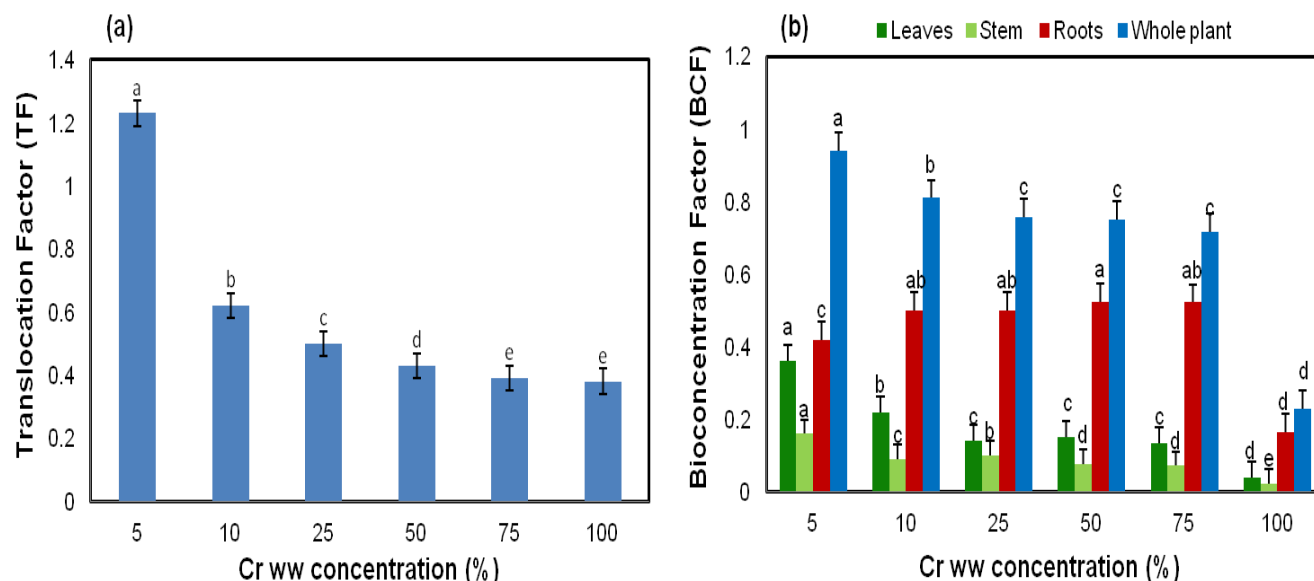 (a)
Translocation Factor (TF)
1.4
1.2
1
0.8
0.6
0.4
0.2
0
a
b
c
d
e
e
5 10 25 50 75 100
Cr ww concentration (%)
(b)
Leaves Stem Roots Whole plant
Bioconcentration Factor (BCF)
1.2
1
0.8
0.6
0.4
0.2
0
a a c a
b c ab b
c b ab c
c d a c
c d ab c
d e d d
5 10 25 50 75 100
Cr ww concentration (%)